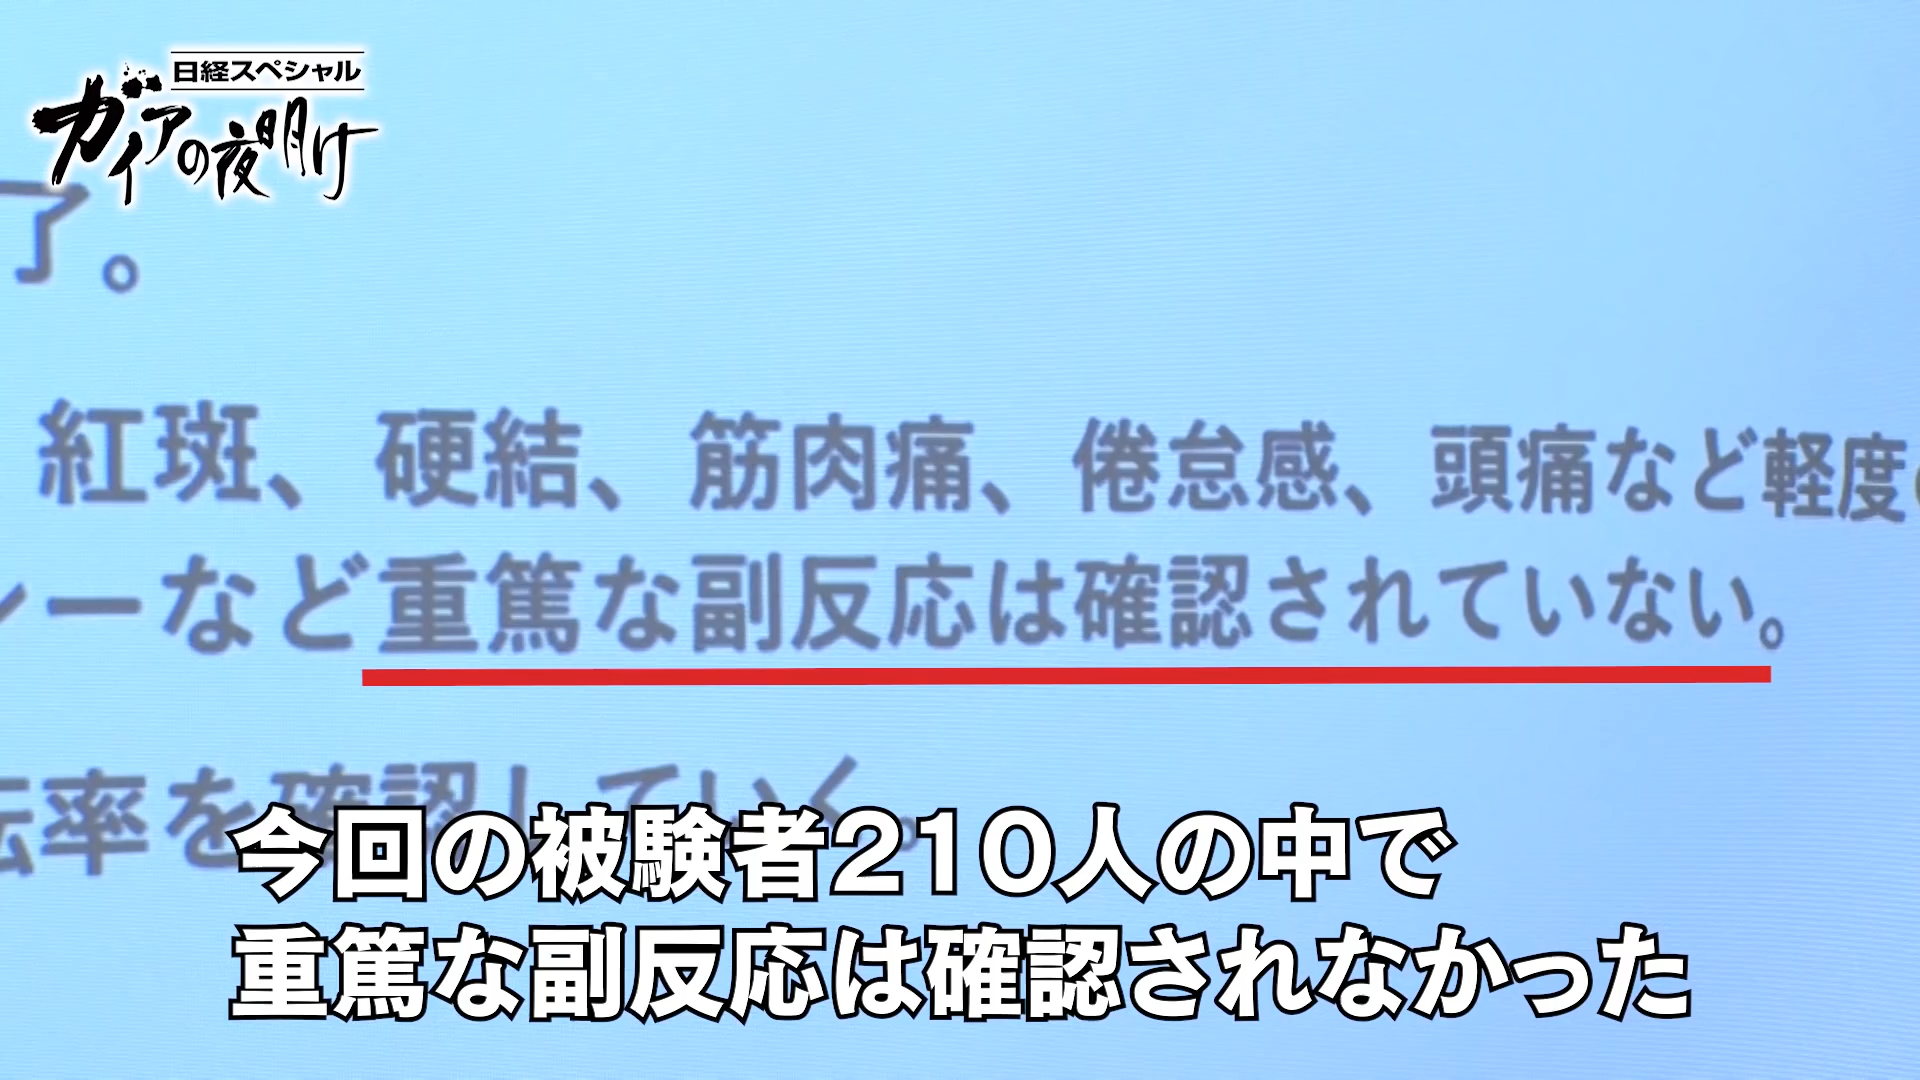 日経スペシャル
ガイアの夜明け
了。
紅斑、硬結、筋肉痛、倦怠感、頭痛など軽度
ーなど重篤な副反応は確認されていない。
率を確認していく。
今回の被験者210人の中で
重篤な副反応は確認されなかった